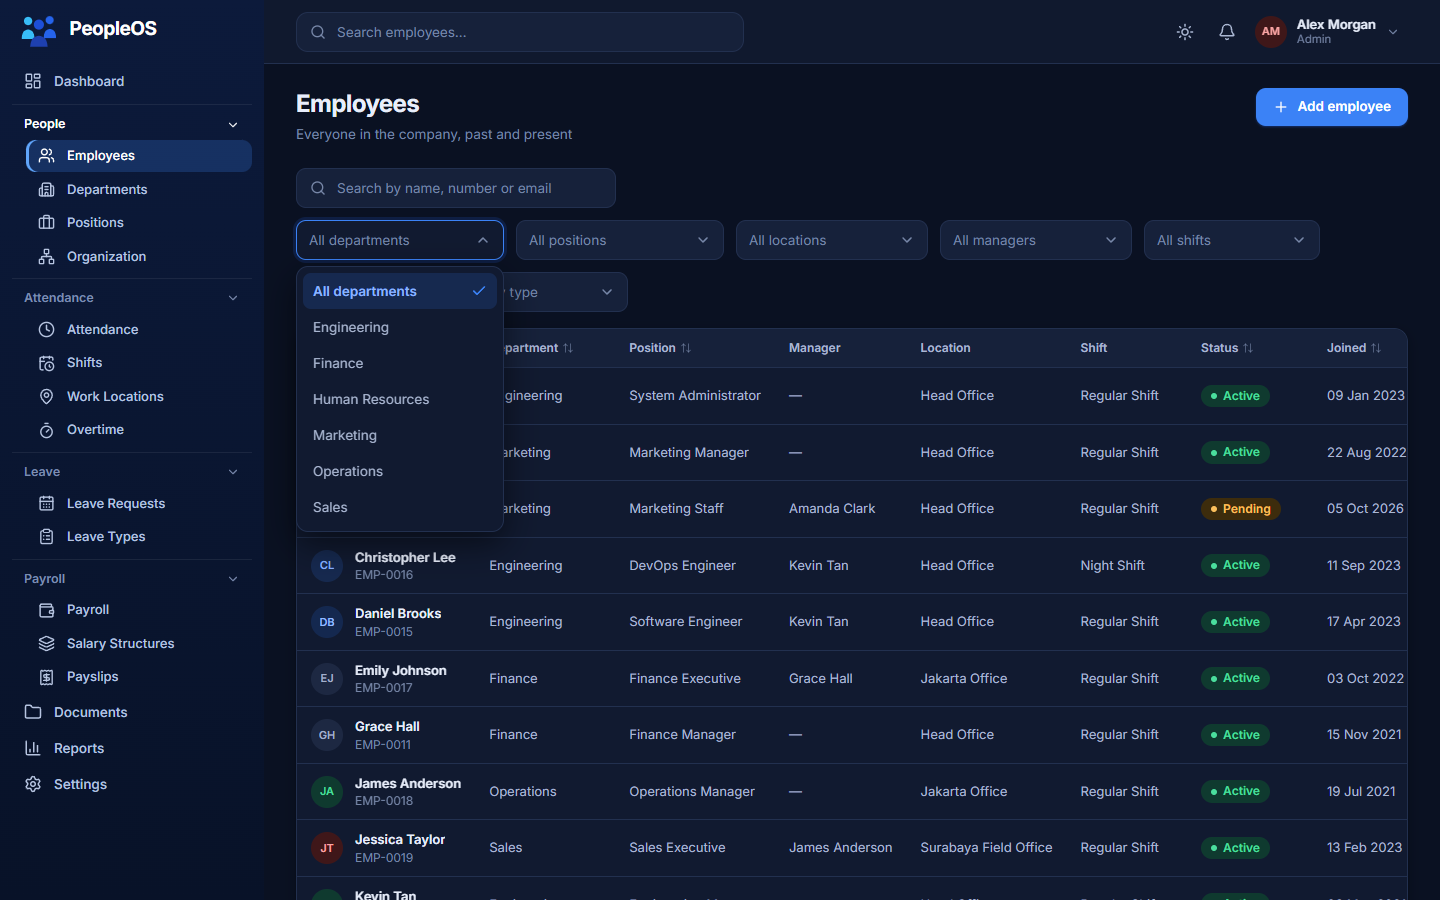 PeopleOS
Search employees...
AM
Alex Morgan
Admin
Dashboard
People
Employees
Departments
Positions
Organization
Attendance
Attendance
Shifts
Work Locations
Overtime
Leave
Leave Requests
Leave Types
Payroll
Payroll
Salary Structures
Payslips
Documents
Reports
Settings
Employees
Everyone in the company, past and present
Add employee
Search by name, number or email
All departments All positions All locations All managers All shifts
type
All departments
Engineering
Finance
Human Resources
Marketing
Operations
Sales
partment Position Manager Location Shift Status Joined
gineering System Administrator — Head Office Regular Shift Active 09 Jan 2023
arketing Marketing Manager — Head Office Regular Shift Active 22 Aug 2022
arketing Marketing Staff Amanda Clark Head Office Regular Shift Pending 05 Oct 2026
CL Christopher Lee Engineering DevOps Engineer Kevin Tan Head Office Night Shift Active 11 Sep 2023
EMP-0016
DB Daniel Brooks Engineering Software Engineer Kevin Tan Head Office Regular Shift Active 17 Apr 2023
EMP-0015
EJ Emily Johnson Finance Finance Executive Grace Hall Jakarta Office Regular Shift Active 03 Oct 2022
EMP-0017
GH Grace Hall Finance Finance Manager — Head Office Regular Shift Active 15 Nov 2021
EMP-0011
JA James Anderson Operations Operations Manager — Jakarta Office Regular Shift Active 19 Jul 2021
EMP-0018
JT Jessica Taylor Sales Sales Executive James Anderson Surabaya Field Office Regular Shift Active 13 Feb 2023
EMP-0019
Kevin Tan